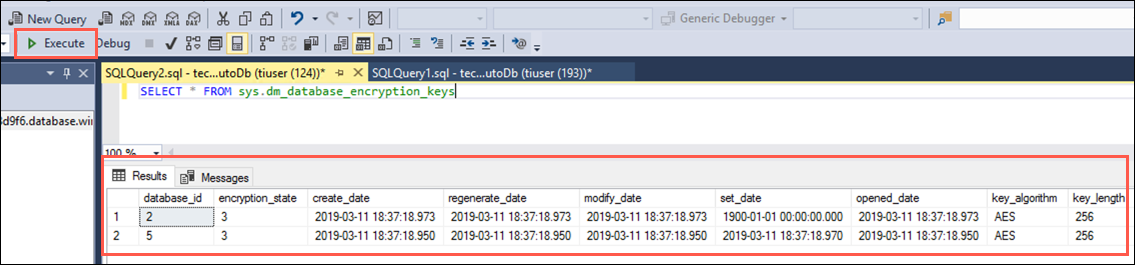 New Query MDX DMX XMLA DAX Generic Debugger
Execute Debug
SQLQuery2.sql - tec...utoDb (tiuser (124))* SQLQuery1.sql - tec...utoDb (tiuser (193))*
SELECT * FROM sys.dm_database_encryption_keys
3d9f6.database.win
100 %
Results Messages
database_id encryption_state create_date regenerate_date modify_date set_date opened_date key_algorithm key_length
1 2 3 2019-03-11 18:37:18.973 2019-03-11 18:37:18.973 2019-03-11 18:37:18.973 1900-01-01 00:00:00.000 2019-03-11 18:37:18.973 AES 256
2 5 3 2019-03-11 18:37:18.950 2019-03-11 18:37:18.950 2019-03-11 18:37:18.950 2019-03-11 18:37:18.970 2019-03-11 18:37:18.950 AES 256